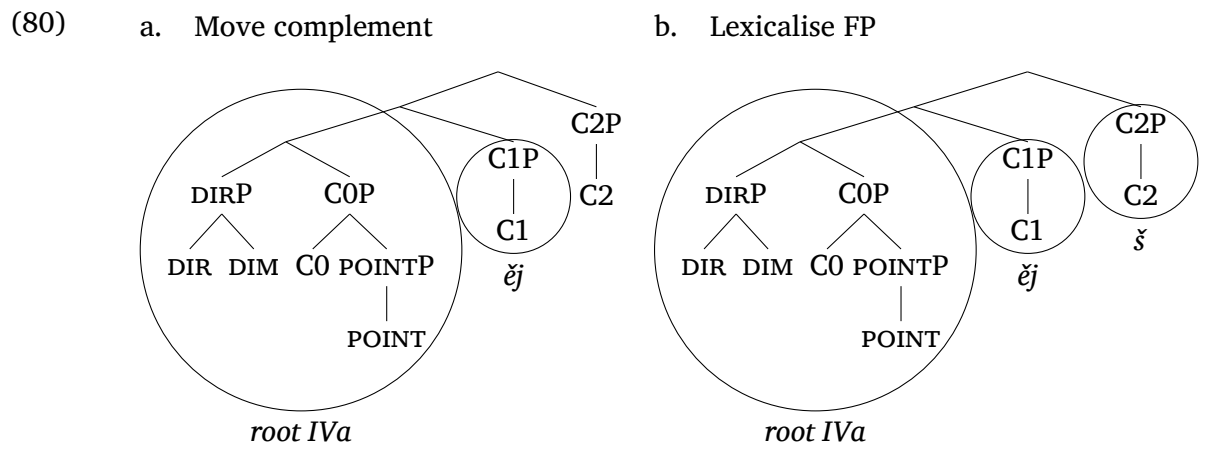 (80) a. Move complement b. Lexicalise FP
C2P C2P
C1P C1P
DIRP C0P C2 DIRP C0P C2
C1 C1
š
DIR DIM C0 POINTP DIR DIM C0 POINTP
ěj ěj
POINT POINT
root IVa root IVa